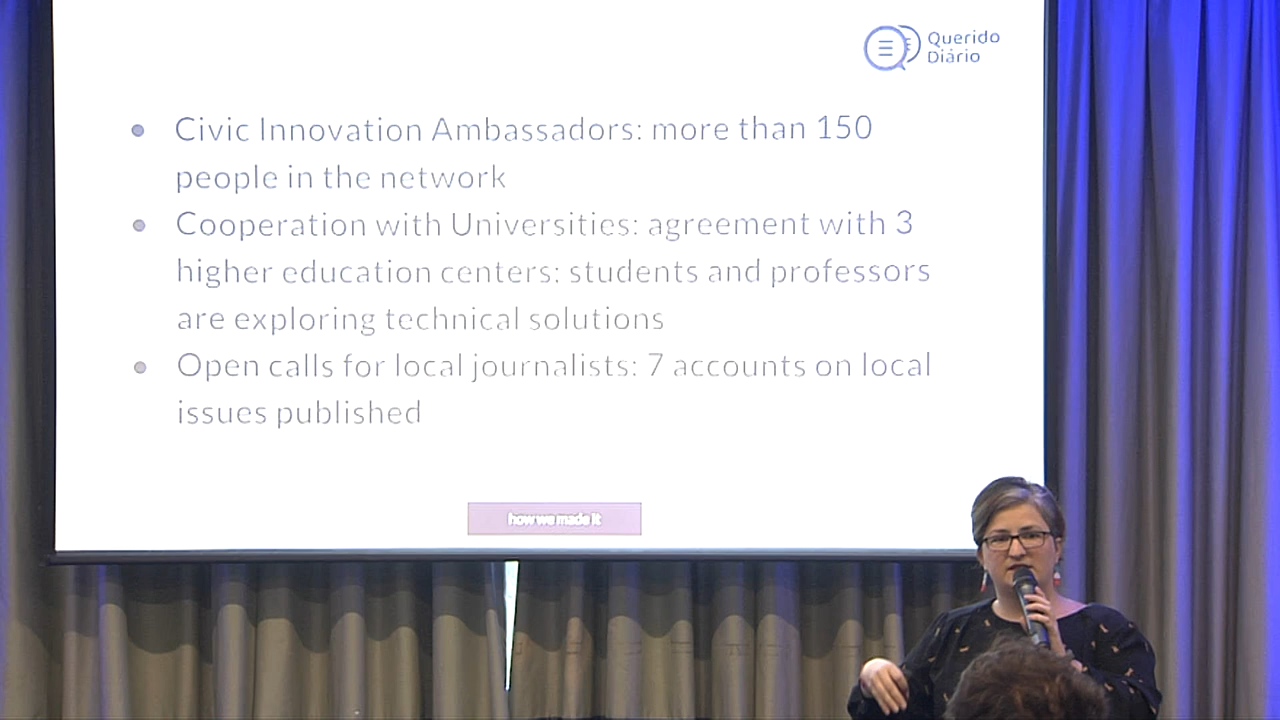 Querido
Diário
Civic Innovation Ambassadors: more than 150
people in the network
Cooperation with Universities: agreement with 3
higher education centers: students and professors
are exploring technical solutions
Open calls for local journalists: 7 accounts on local
issues published
how we made it